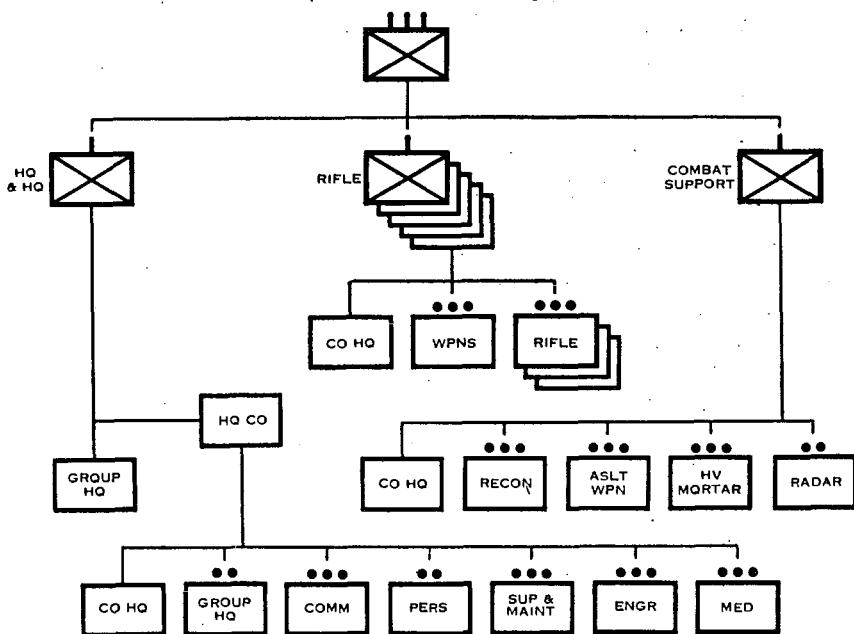 HQ
& HQ
RIFLE
COMBAT
SUPPORT
CO HQ
WPNS
RIFLE
HQ CO
GROUP
HQ
CO HQ
RECON
ASLT
WPN
HV
MORTAR
RADAR
CO HQ
GROUP
HQ
COMM
PERS
SUP &
MAINT
ENGR
MED